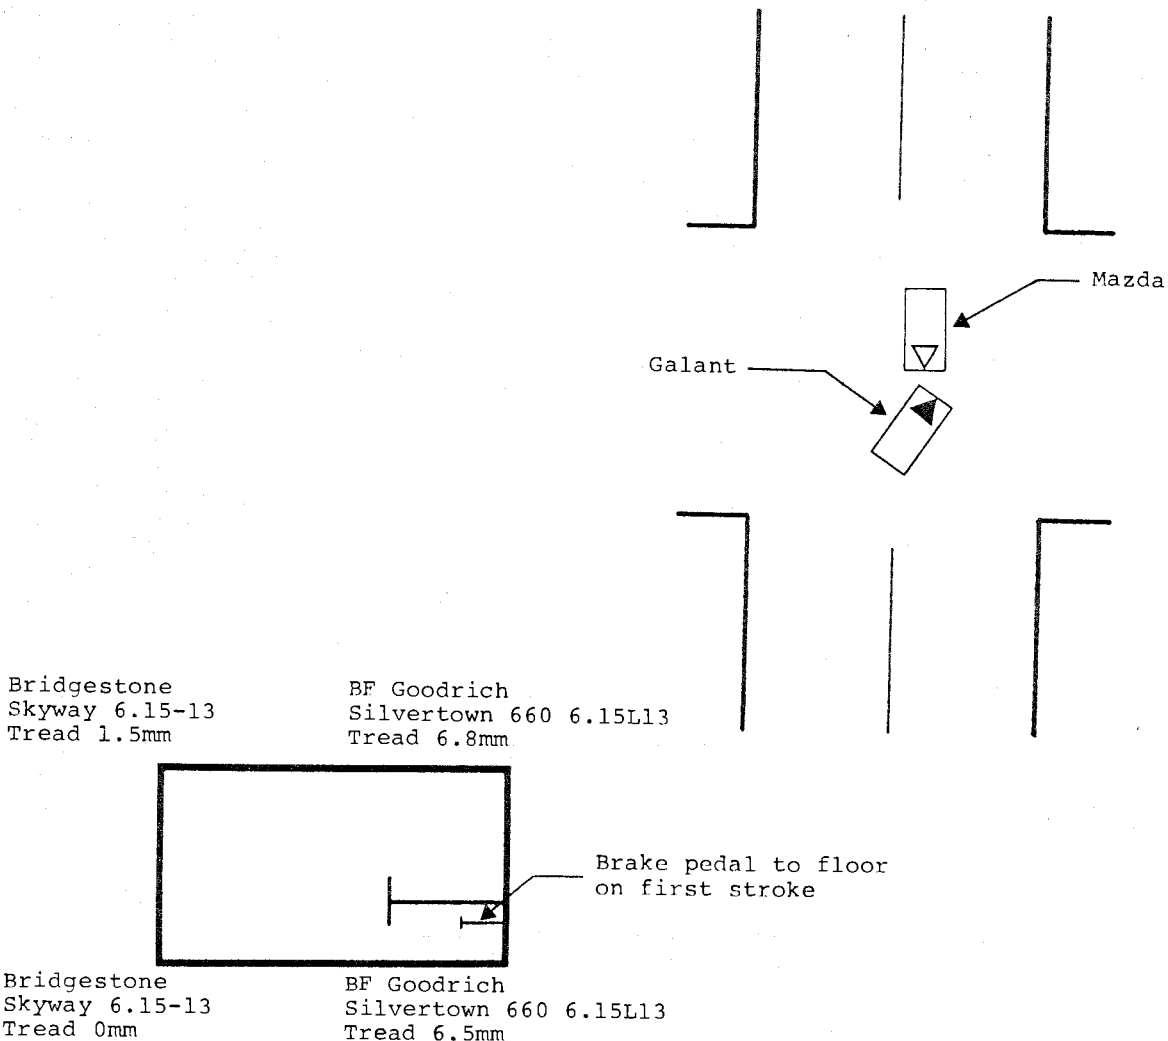 Mazda
Galant
Bridgestone
Skyway 6.15-13
Tread 1.5mm
BF Goodrich
Silvertown 660 6.15L13
Tread 6.8mm
Brake pedal to floor
on first stroke
Bridgestone
Skyway 6.15-13
Tread 0mm
BF Goodrich
Silvertown 660 6.15L13
Tread 6.5mm